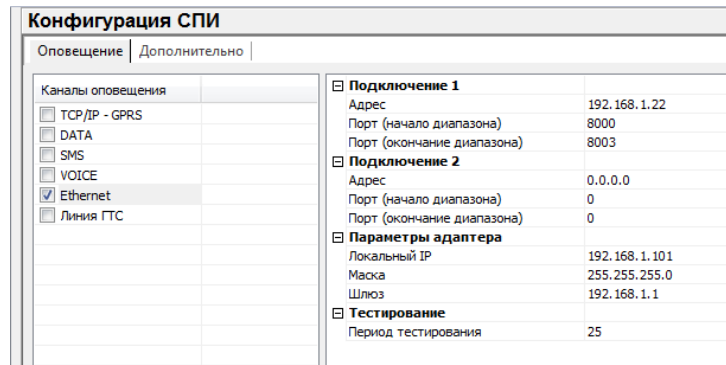 Конфигурация СПИ
Оповещение Дополнительно
Каналы оповещения
TCP/IP - GPRS
DATA
SMS
VOICE
Ethernet
Линия ГТС
Подключение 1
Адрес 192.168.1.22
Порт (начало диапазона) 8000
Порт (окончание диапазона) 8003
Подключение 2
Адрес 0.0.0.0
Порт (начало диапазона) 0
Порт (окончание диапазона) 0
Параметры адаптера
Локальный IP 192.168.1.101
Маска 255.255.255.0
Шлюз 192.168.1.1
Тестирование
Период тестирования 25